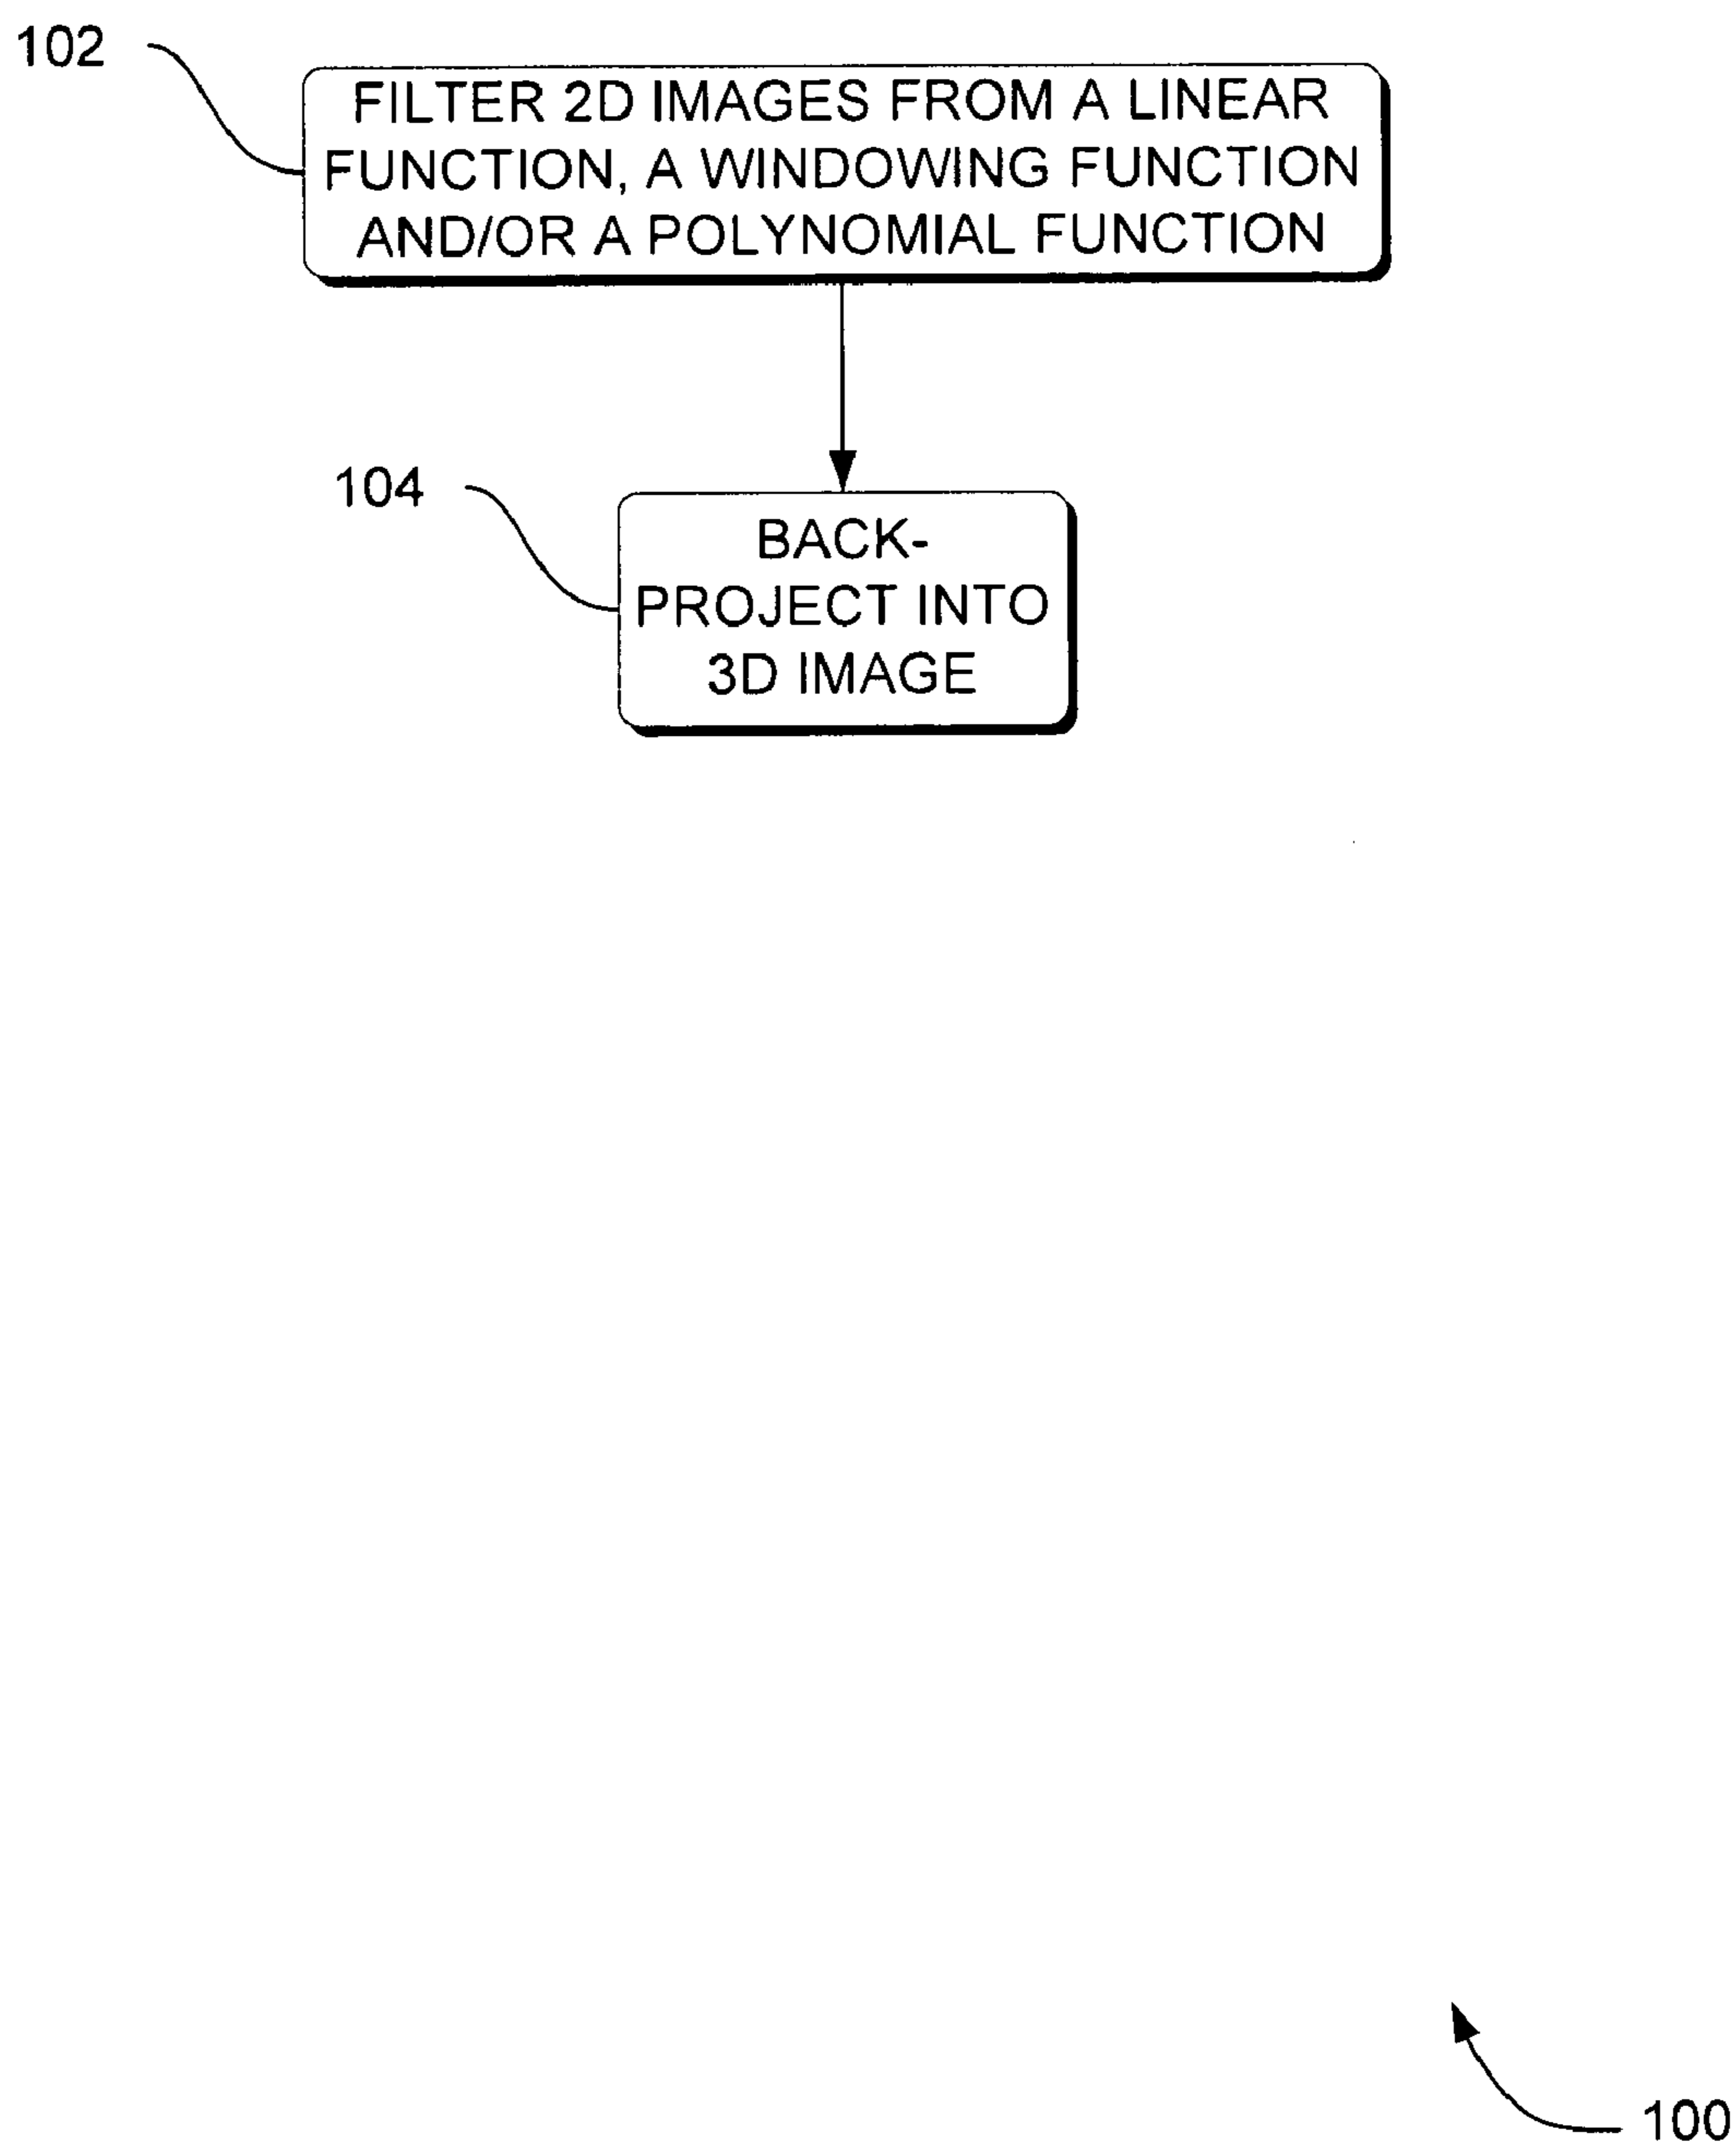 102
FILTER 2D IMAGES FROM A LINEAR
FUNCTION, A WINDOWING FUNCTION
AND/OR A POLYNOMIAL FUNCTION
104
BACK-
PROJECT INTO
3D IMAGE
100